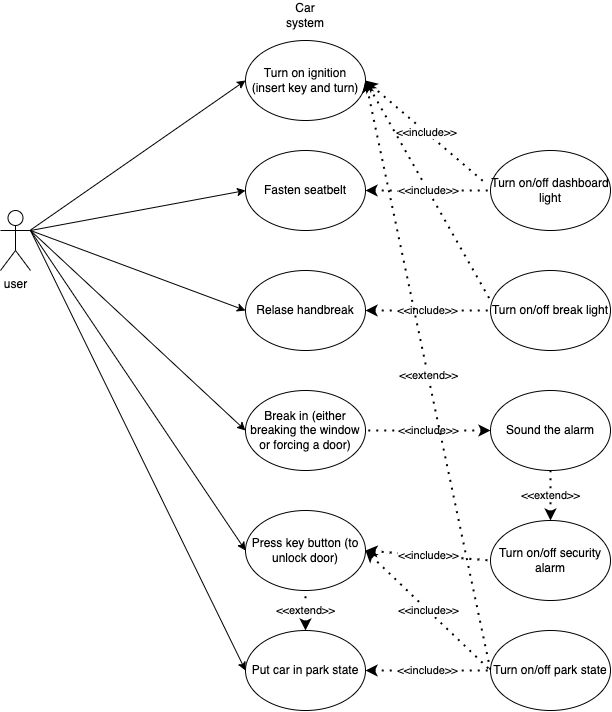 Car
system
Turn on ignition
(insert key and turn)
<<include>>
Fasten seatbelt
<<include>>
Turn on/off dashboard
light
user
Relase handbreak
<<include>>
Turn on/off break light
<<extend>>
Break in (either
breaking the window
or forcing a door)
<<include>>
Sound the alarm
<<extend>>
Press key button (to
unlock door)
<<include>>
Turn on/off security
alarm
<<extend>>
<<include>>
Put car in park state
<<include>>
Turn on/off park state